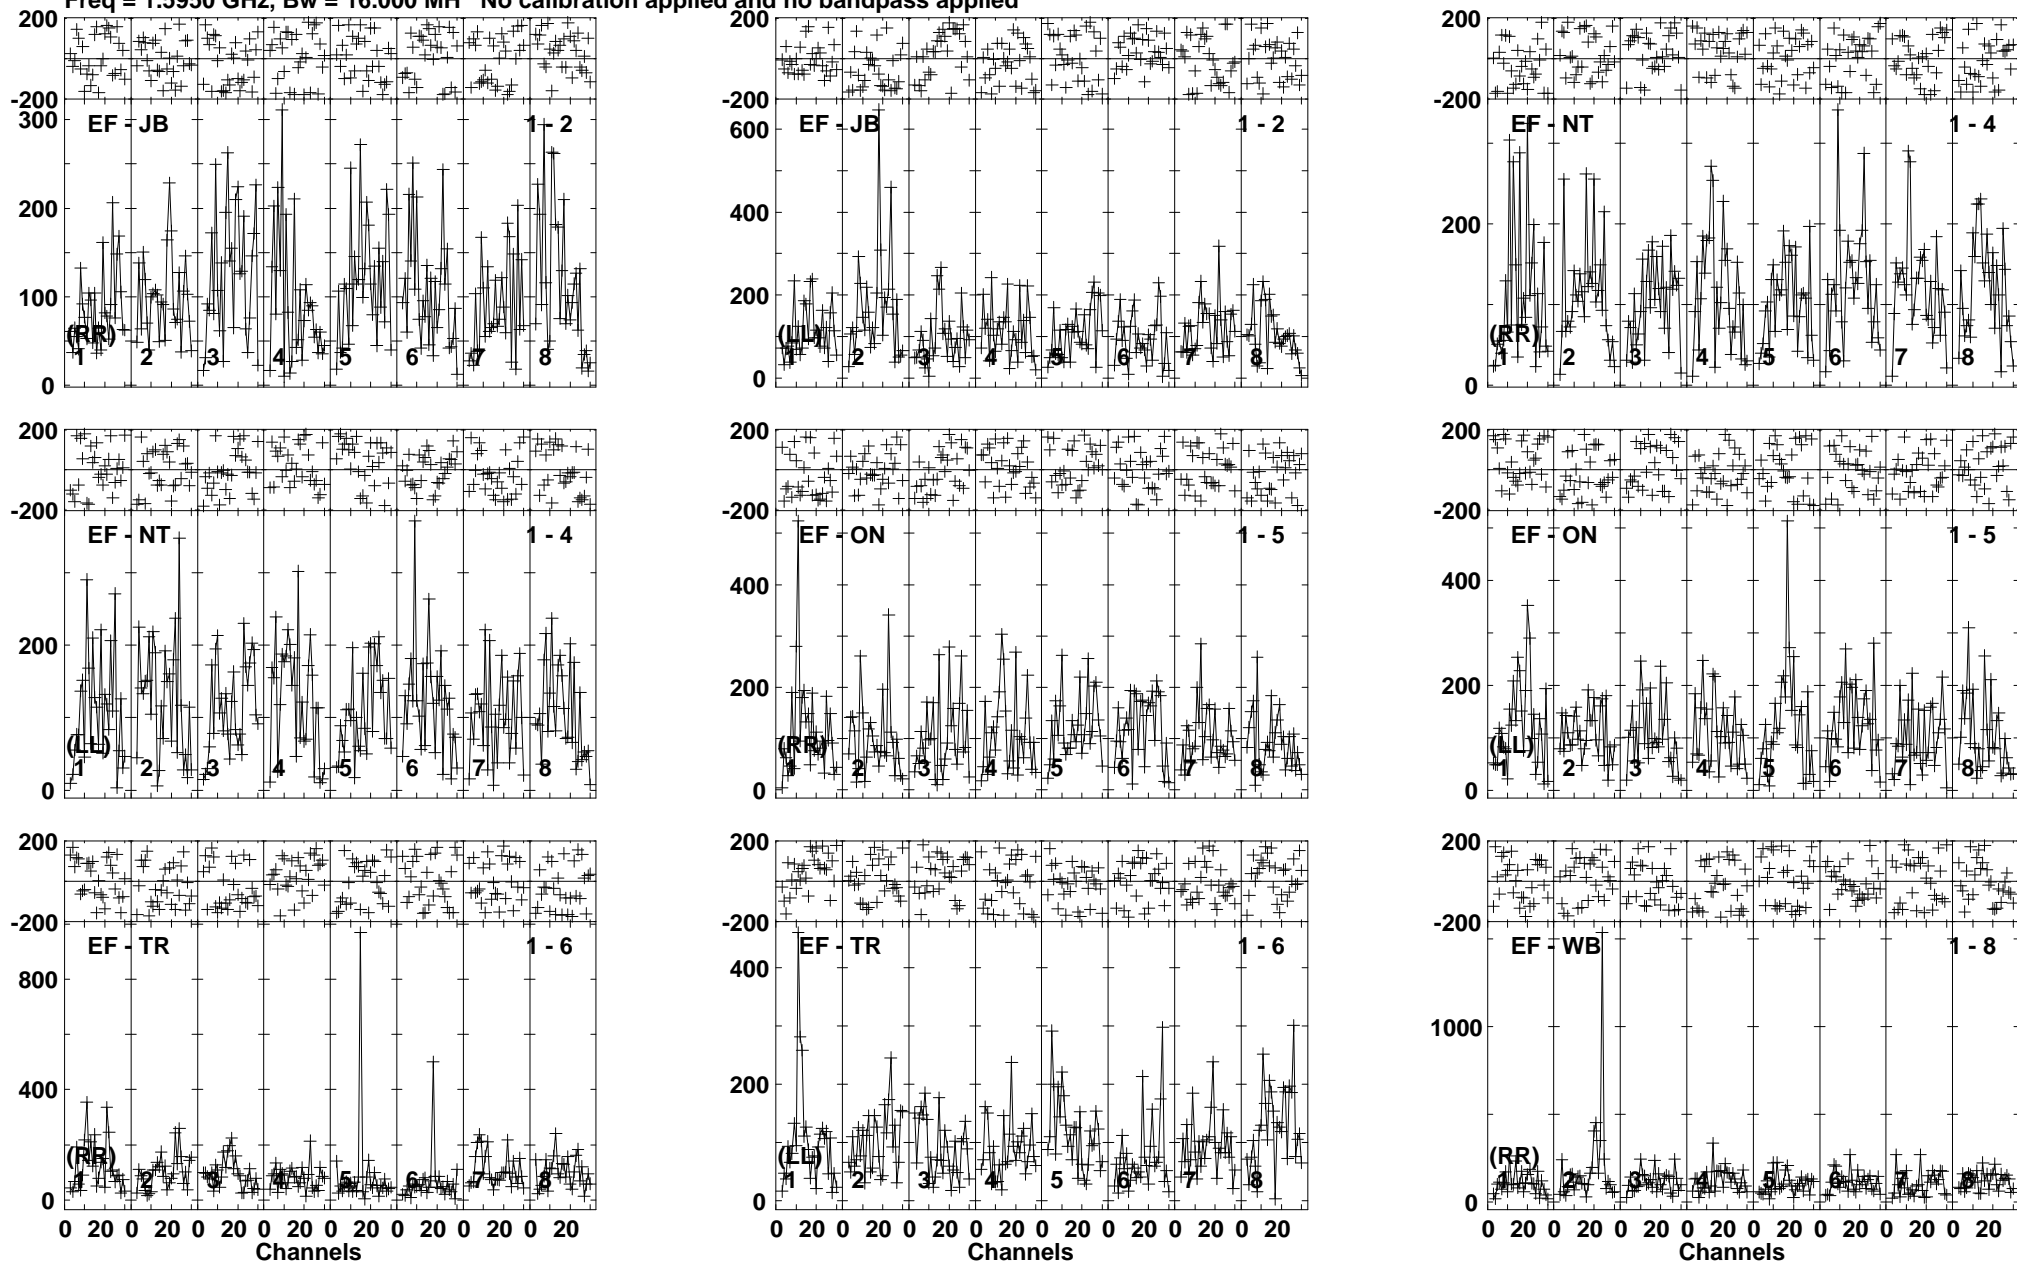 Freq = 1.5950 GHz, Bw = 16.000 MH No calibration applied and no bandpass applied
200 200 200
-200 -200 -200
300 EF - JB 1 - 2 600 EF - JB 1 - 2 EF - NT 1 - 4
200 400 200
100 200
(RR) (LL) (RR)
1 2 3 4 5 6 7 8 1 2 3 4 5 6 7 8 1 2 3 4 5 6 7 8
0 0 0
200 200 200
-200 -200 -200
EF - NT 1 - 4 EF - ON 1 - 5 EF - ON 1 - 5
400 400
200 200 200
(LL) (RR) (LL)
1 2 3 4 5 6 7 8 1 2 3 4 5 6 7 8 1 2 3 4 5 6 7 8
0 0 0
200 200 200
-200 -200 -200
EF - TR 1 - 6 EF - TR 1 - 6 EF - WB 1 - 8
800 400 1000
400 200
(RR) (LL) (RR)
1 2 3 4 5 6 7 8 1 2 3 4 5 6 7 8 1 2 3 4 5 6 7 8
0 0 0
0 20 0 20 0 20 0 20 0 20 0 20 0 20 0 20 0 20 0 20 0 20 0 20 0 20 0 20 0 20 0 20 0 20 0 20 0 20 0 20 0 20 0 20 0 20 0 20
Channels Channels Channels